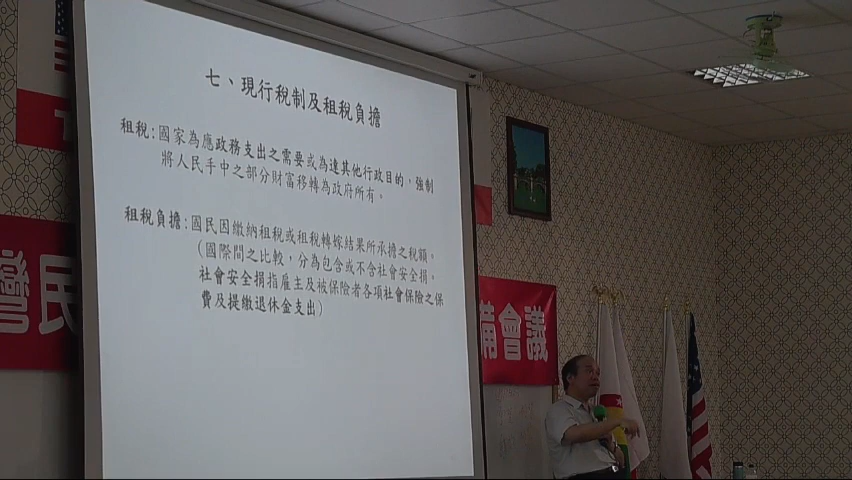 七、現行稅制及租稅負擔
租稅:國家為應政務支出之需要或為達其他行政目的，強制
將人民手中之部分財富移轉為政府所有。
租稅負擔:國民因繳納租稅或租稅轉嫁結果所承擔之稅額。
(國際間之比較，分為包含或不含社會安全捐。
社會安全捐指雇主及被保險者各項社會保險之保
費及提繳退休金支出)
灣民
備會議